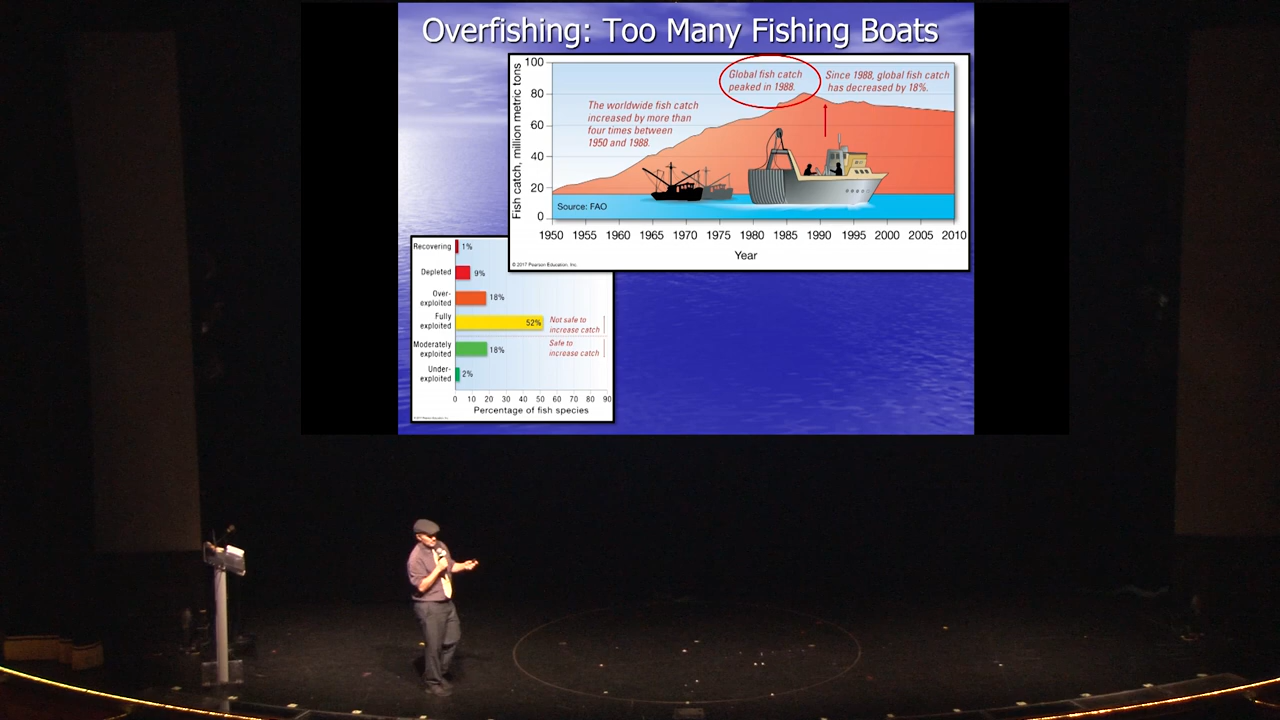 Overfishing: Too Many Fishing Boats
Fish catch, million metric tons
100
80
60
40
20
0
Global fish catch
peaked in 1988.
Since 1988, global fish catch
has decreased by 18%.
The worldwide fish catch
increased by more than
four times between
1950 and 1988.
Source: FAO
1950 1955 1960 1965 1970 1975 1980 1985 1990 1995 2000 2005 2010
Year
© 2017 Pearson Education, Inc.
Recovering 1%
Depleted 9%
Over-
exploited
18%
Fully
exploited
52%
Not safe to
increase catch
Moderately
exploited
18%
Safe to
increase catch
Under-
exploited
2%
0 10 20 30 40 50 60 70 80 90
Percentage of fish species